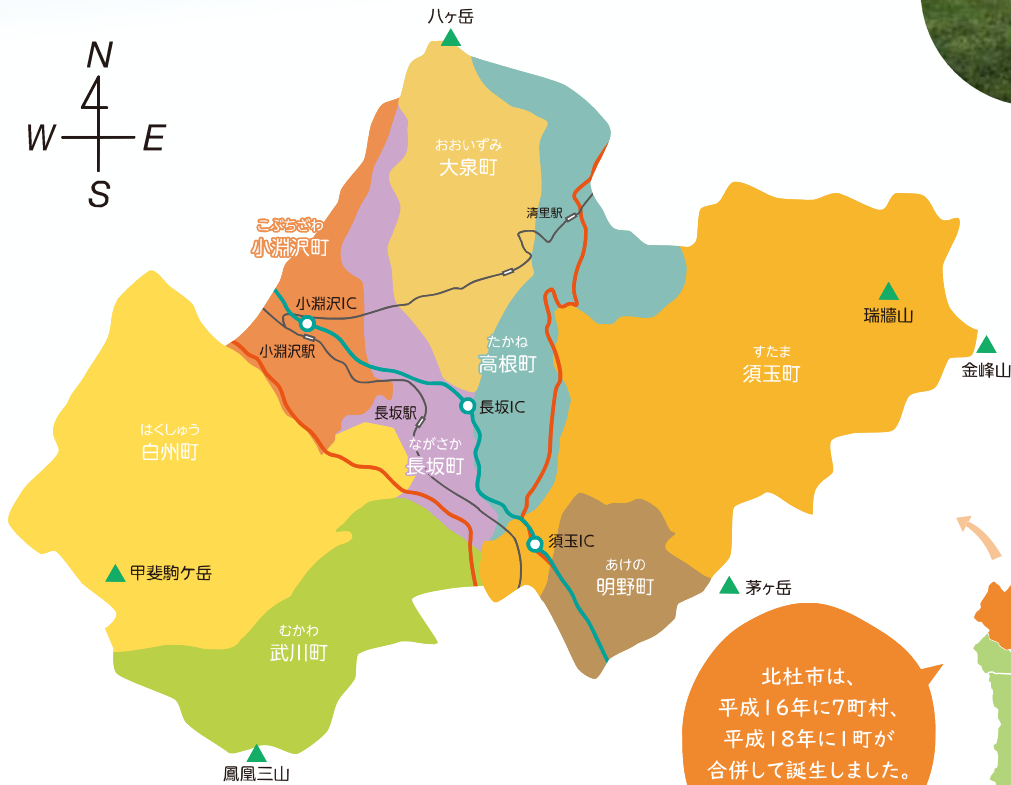 八ヶ岳
N
W E
S
おおいずみ
大泉町
清里駅
こぶちざわ
小淵沢町
小淵沢IC
小淵沢駅
瑞牆山
金峰山
たかね
高根町
すたま
須玉町
長坂駅
長坂IC
ながさか
長坂町
はくしゅう
白州町
須玉IC
あけの
明野町
甲斐駒ケ岳
茅ヶ岳
むかわ
武川町
鳳凰三山
北杜市は、
平成16年に7町村、
平成18年に1町が
合併して誕生しました。